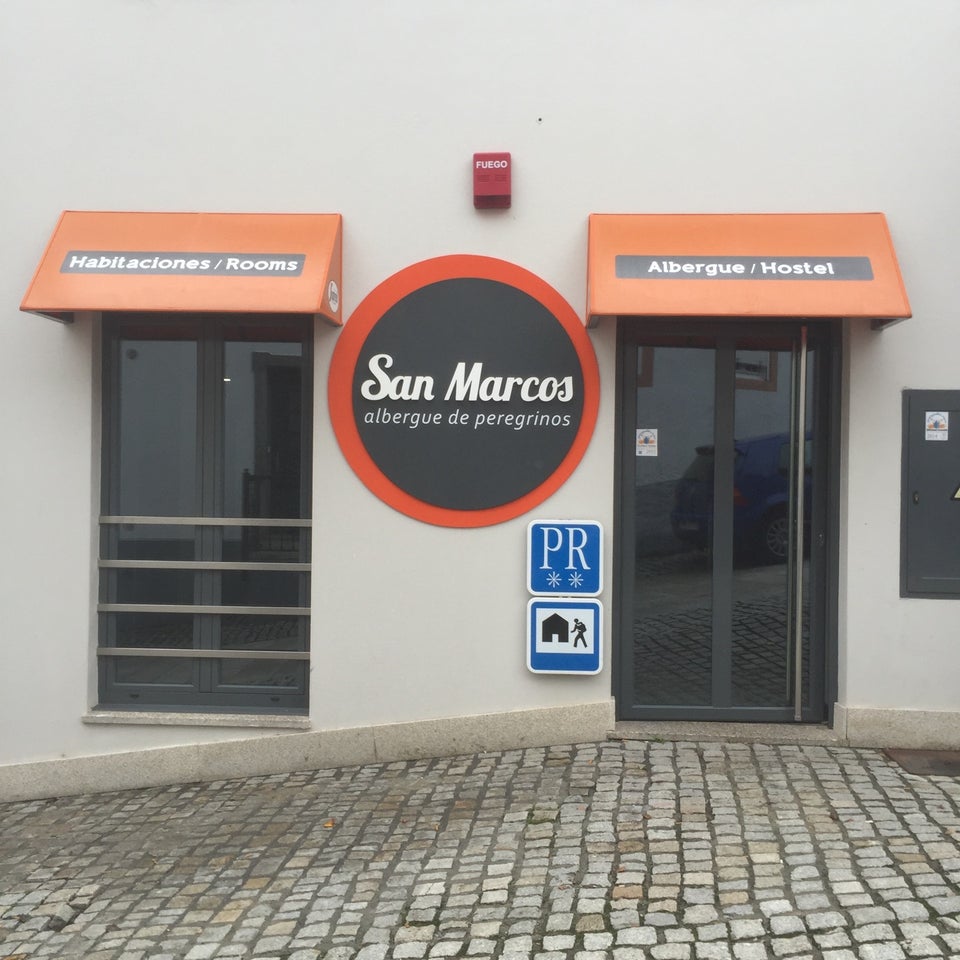 FUEGO
Habitaciones / Rooms
Albergue / Hostel
San Marcos
albergue de peregrinos
PR
**